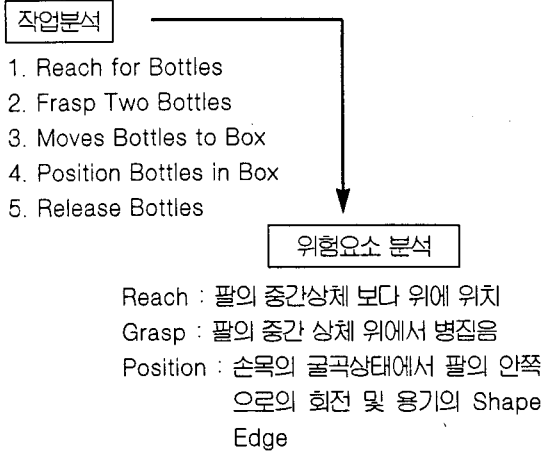 작업분석
1. Reach for Bottles
2. Frasp Two Bottles
3. Moves Bottles to Box
4. Position Bottles in Box
5. Release Bottles
위험요소 분석
Reach : 팔의 중간상체 보다 위에 위치
Grasp : 팔의 중간 상체 위에서 병집음
Position : 손목의 굴곡상태에서 팔의 안쪽
으로의 회전 및 용기의 Shape
Edge